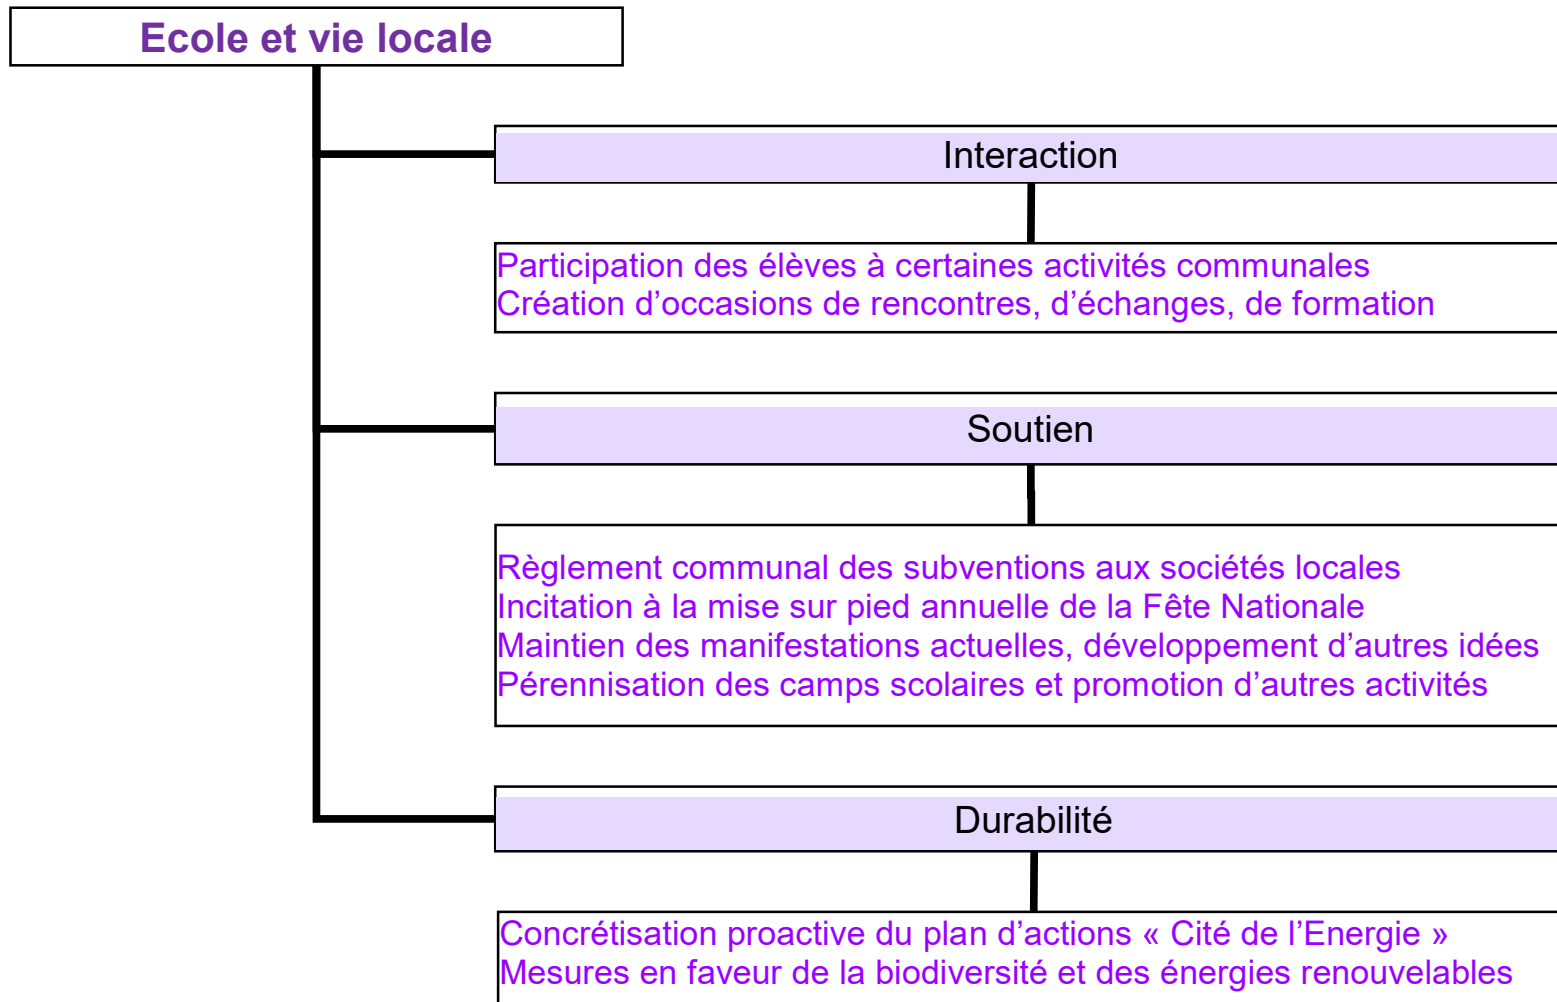 Ecole et vie locale
Interaction
Participation des élèves à certaines activités communales
Création d’occasions de rencontres, d’échanges, de formation
Soutien
Règlement communal des subventions aux sociétés locales
Incitation à la mise sur pied annuelle de la Fête Nationale
Maintien des manifestations actuelles, développement d’autres idées
Pérennisation des camps scolaires et promotion d’autres activités
Durabilité
Concrétisation proactive du plan d’actions « Cité de l’Energie »
Mesures en faveur de la biodiversité et des énergies renouvelables